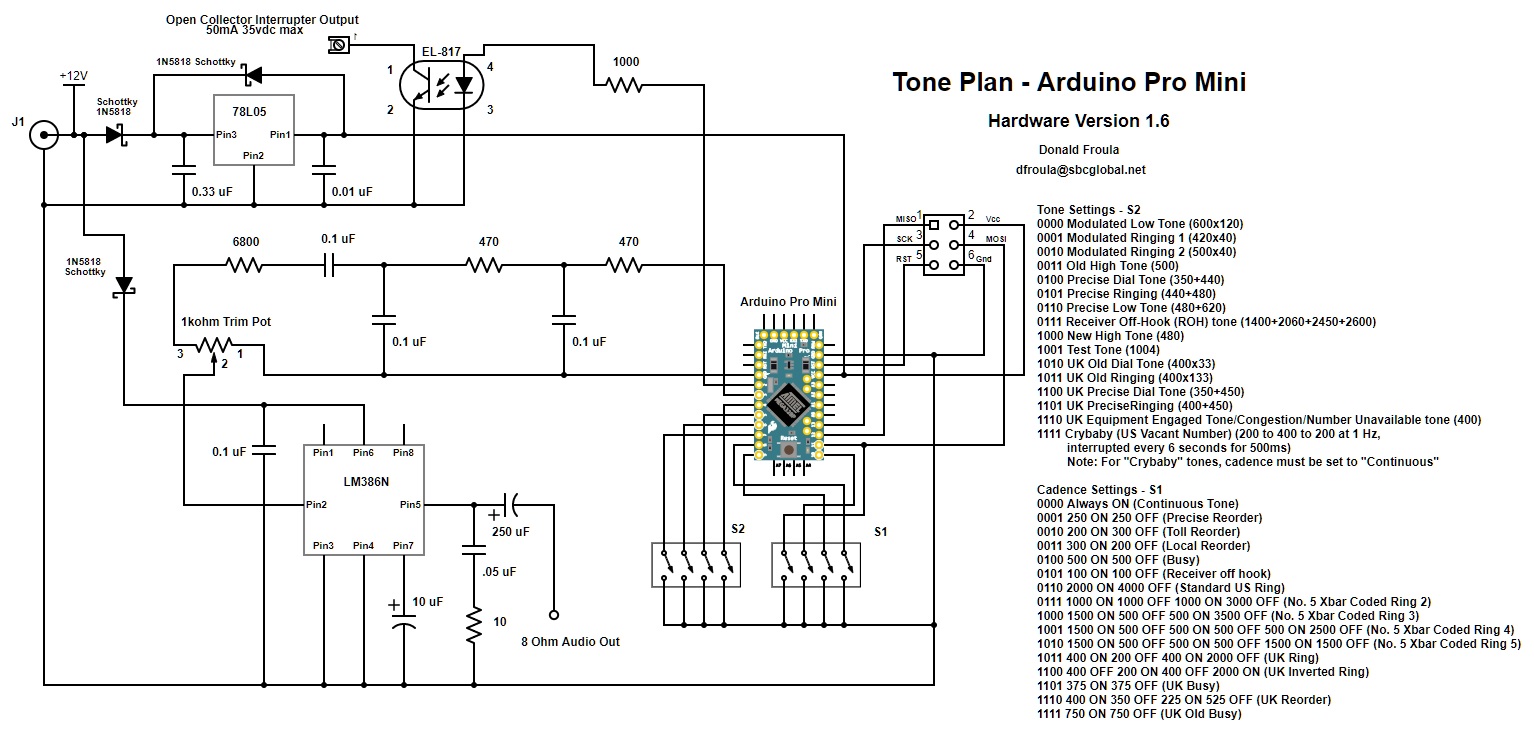 Open Collector Interrupter Output
50mA 35vdc max
1
EL-817
1N5818 Schottky
+12V
Schottky
1N5818
J1
78L05
Pin3
Pin1
Pin2
0.33 uF
0.01 uF
1
2
4
3
1000
Tone Plan - Arduino Pro Mini
Hardware Version 1.6
Donald Froula
dfroula@sbcglobal.net
6800
0.1 uF
470
470
1N5818
Schottky
0.1 uF
0.1 uF
1kohm Trim Pot
3
1
2
MISO
1
2
Vcc
SCK
3
4
MOSI
RST
5
6
Gnd
Arduino Pro Mini
Mini
Arduino Pro
Reset
0.1 uF
Pin1
Pin6
Pin8
LM386N
Pin2
Pin5
Pin3
Pin4
Pin7
+
250 uF
.05 uF
+
10 uF
10
8 Ohm Audio Out
S2
S1
Tone Settings - S2
0000 Modulated Low Tone (600x120)
0001 Modulated Ringing 1 (420x40)
0010 Modulated Ringing 2 (500x40)
0011 Old High Tone (500)
0100 Precise Dial Tone (350+440)
0101 Precise Ringing (440+480)
0110 Precise Low Tone (480+620)
0111 Receiver Off-Hook (ROH) tone (1400+2060+2450+2600)
1000 New High Tone (480)
1001 Test Tone (1004)
1010 UK Old Dial Tone (400x33)
1011 UK Old Ringing (400x133)
1100 UK Precise Dial Tone (350+450)
1101 UK PreciseRinging (400+450)
1110 UK Equipment Engaged Tone/Congestion/Number Unavailable tone (400)
1111 Crybaby (US Vacant Number) (200 to 400 to 200 at 1 Hz,
interrupted every 6 seconds for 500ms)
Note: For "Crybaby" tones, cadence must be set to "Continuous"
Cadence Settings - S1
0000 Always ON (Continuous Tone)
0001 250 ON 250 OFF (Precise Reorder)
0010 200 ON 300 OFF (Toll Reorder)
0011 300 ON 200 OFF (Local Reorder)
0100 500 ON 500 OFF (Busy)
0101 100 ON 100 OFF (Receiver off hook)
0110 2000 ON 4000 OFF (Standard US Ring)
0111 1000 ON 1000 OFF 1000 ON 3000 OFF (No. 5 Xbar Coded Ring 2)
1000 1500 ON 500 OFF 500 ON 3500 OFF (No. 5 Xbar Coded Ring 3)
1001 1500 ON 500 OFF 500 ON 500 OFF 500 ON 2500 OFF (No. 5 Xbar Coded Ring 4)
1010 1500 ON 500 OFF 500 ON 500 OFF 1500 ON 1500 OFF (No. 5 Xbar Coded Ring 5)
1011 400 ON 200 OFF 400 ON 2000 OFF (UK Ring)
1100 400 OFF 200 ON 400 OFF 2000 ON (UK Inverted Ring)
1101 375 ON 375 OFF (UK Busy)
1110 400 ON 350 OFF 225 ON 525 OFF (UK Reorder)
1111 750 ON 750 OFF (UK Old Busy)